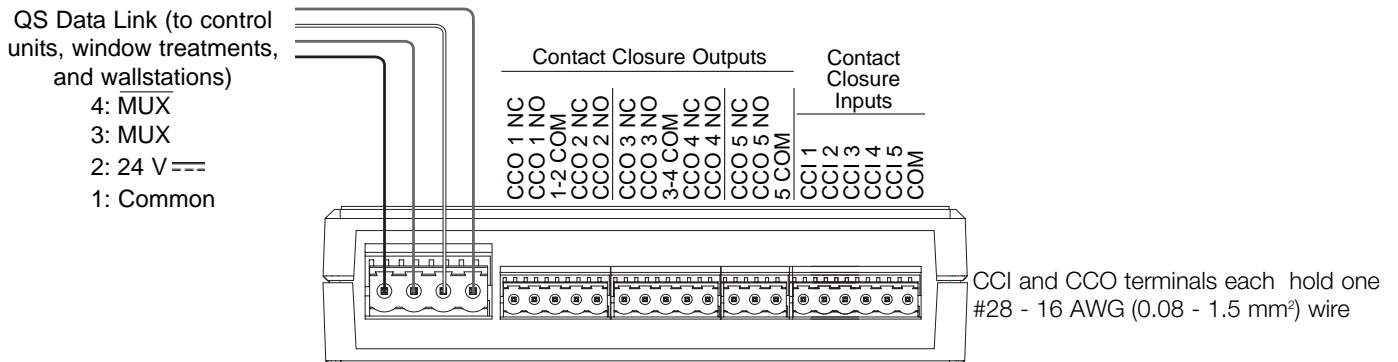 QS Data Link (to control
units, window treatments,
and wallstations)
4: MUX
3: MUX
2: 24 V
1: Common
Contact Closure Outputs
CCO 1 NC
CCO 1 NO
1-2 COM
CCO 2 NC
CCO 2 NO
CCO 3 NC
CCO 3 NO
3-4 COM
CCO 4 NC
CCO 4 NO
CCO 5 NC
CCO 5 NO
5 COM
Contact
Closure
Inputs
CCI 1
CCI 2
CCI 3
CCI 4
CCI 5
COM
CCI and CCO terminals each hold one
#28 - 16 AWG (0.08 - 1.5 mm²) wire